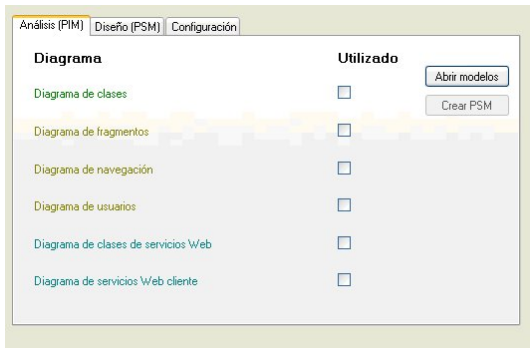 Análisis (PIM) Diseño (PSM) Configuración
Diagrama Utilizado
Abrir modelos
Diagrama de clases
Crear PSM
Diagrama de fragmentos
Diagrama de navegación
Diagrama de usuarios
Diagrama de clases de servicios Web
Diagrama de servicios Web cliente